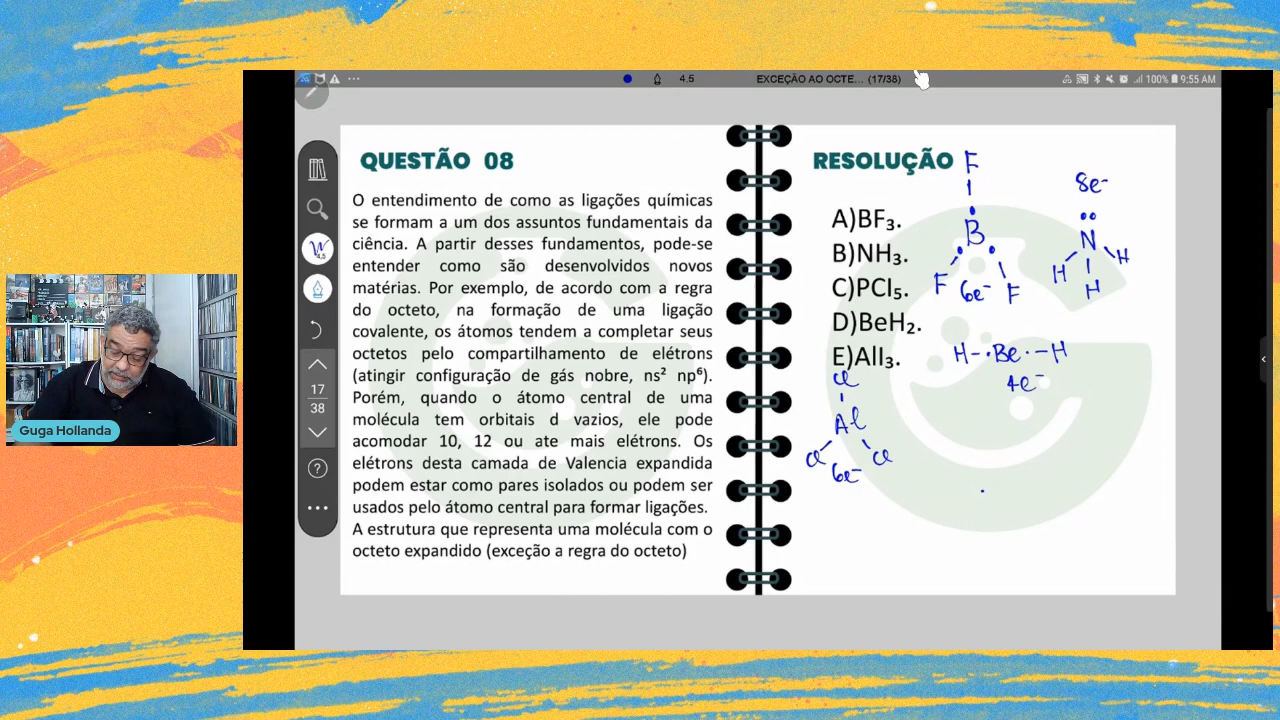 4.5
EXCEÇÃO AO OCTE... (17/38)
100% 9:55 AM
QUESTÃO 08
O entendimento de como as ligações químicas
se formam a um dos assuntos fundamentais da
ciência. A partir desses fundamentos, pode-se
entender como são desenvolvidos novos
matérias. Por exemplo, de acordo com a regra
do octeto, na formação de uma ligação
covalente, os átomos tendem a completar seus
octetos pelo compartilhamento de elétrons
(atingir configuração de gás nobre, ns² np⁶).
Porém, quando o átomo central de uma
molécula tem orbitais d vazios, ele pode
acomodar 10, 12 ou ate mais elétrons. Os
elétrons desta camada de Valencia expandida
podem estar como pares isolados ou podem ser
usados pelo átomo central para formar ligações.
A estrutura que representa uma molécula com o
octeto expandido (exceção a regra do octeto)
4.5
17
38
RESOLUÇÃO
A)BF₃.
B)NH₃.
C)PCl₅.
D)BeH₂.
E)AlI₃.
F
B
F 6e⁻ F
8e⁻
N
H H
H
H-·Be·-H
4e⁻
Cl
Al
Cl Cl
6e⁻
Guga Hollanda